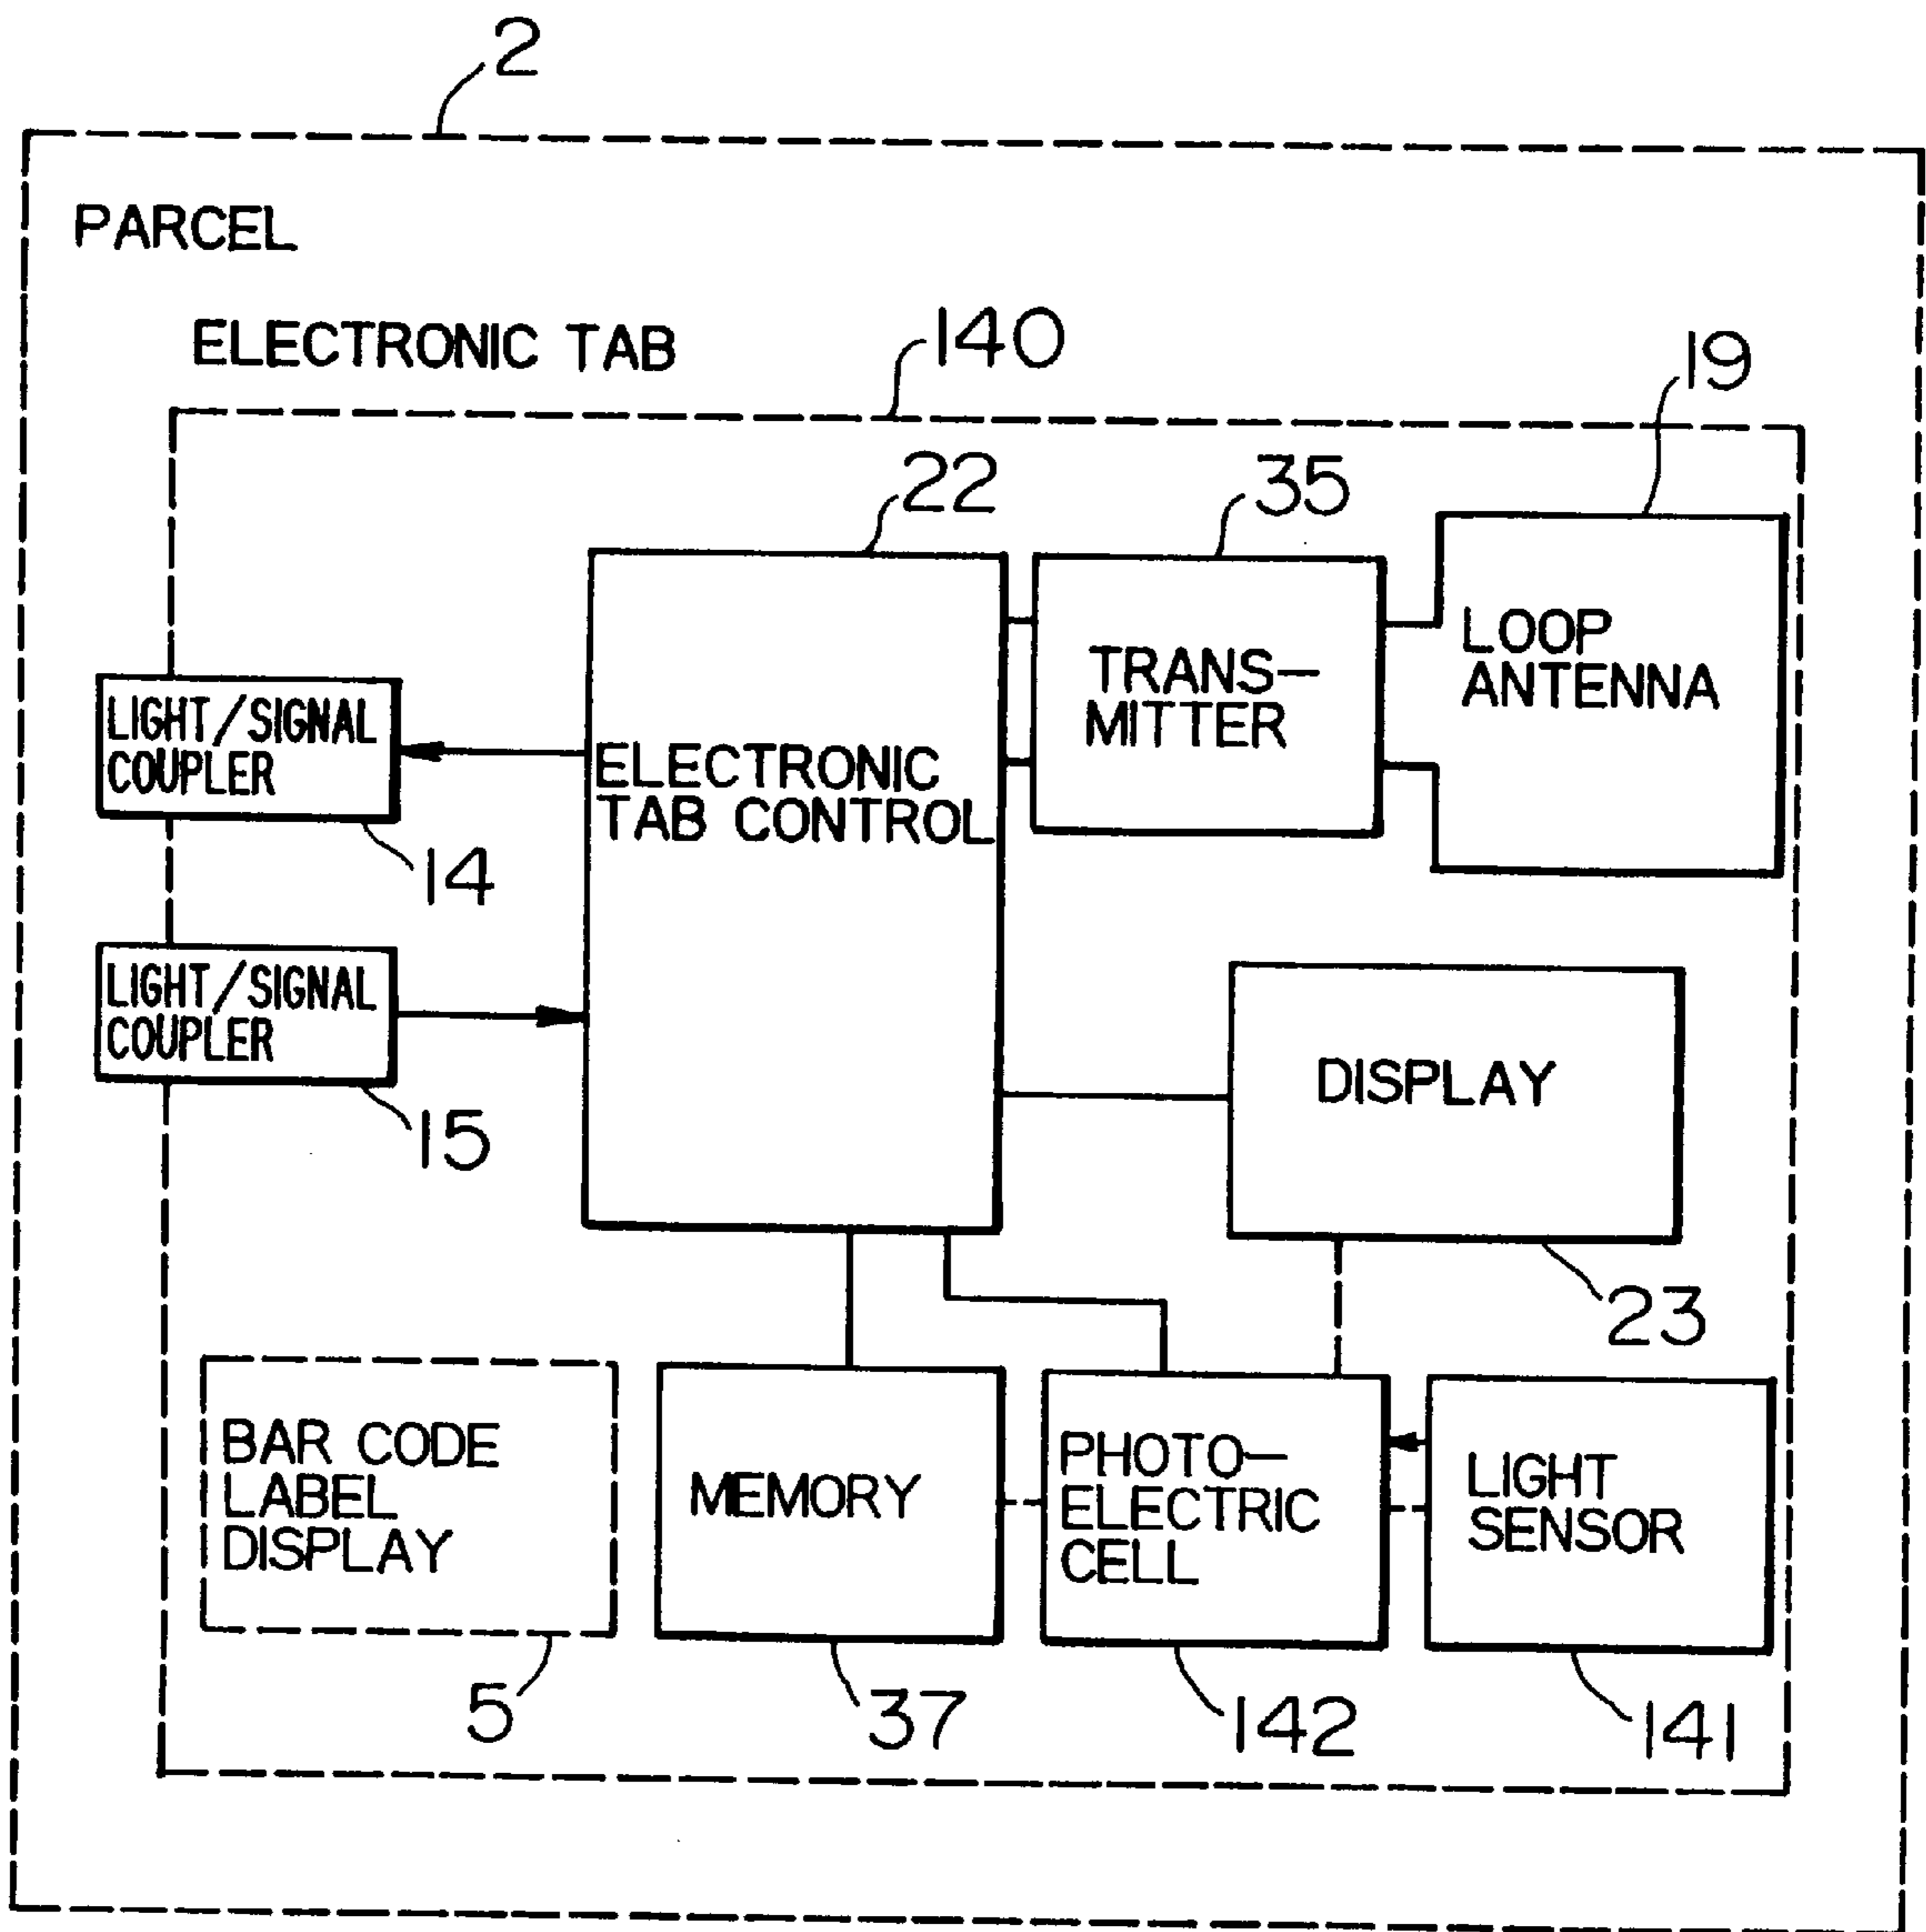 2
PARCEL
ELECTRONIC TAB
140
19
22
35
LOOP
ANTENNA
TRANS-
MITTER
LIGHT/SIGNAL
COUPLER
ELECTRONIC
TAB CONTROL
14
LIGHT/SIGNAL
COUPLER
15
DISPLAY
23
BAR CODE
LABEL
DISPLAY
MEMORY
PHOTO-
ELECTRIC
CELL
LIGHT
SENSOR
5
37
142
141